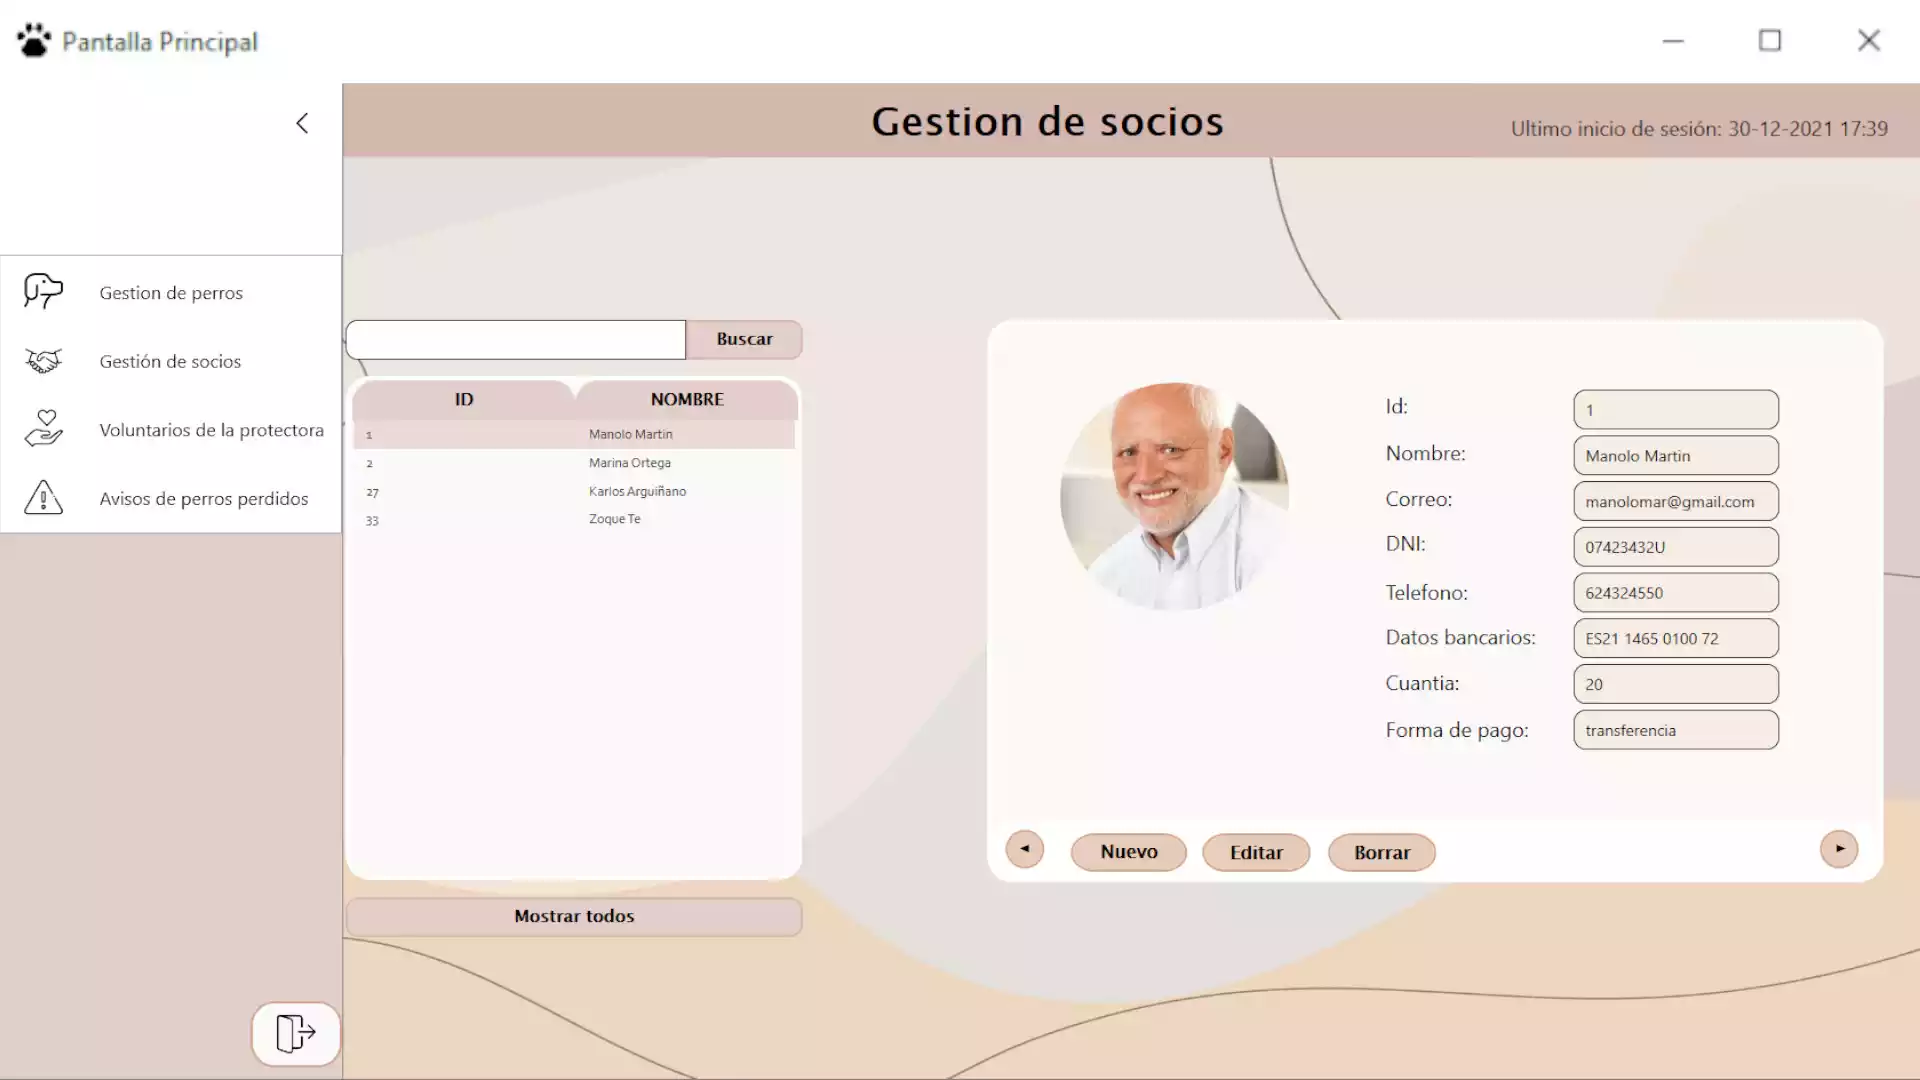 Pantalla Principal
Gestion de socios
Ultimo inicio de sesión: 30-12-2021 17:39
Gestion de perros
Gestión de socios
Voluntarios de la protectora
Avisos de perros perdidos
Buscar
ID NOMBRE
1 Manolo Martin
2 Marina Ortega
27 Karlos Arguiñano
33 Zoque Te
Mostrar todos
Id: 1
Nombre: Manolo Martin
Correo: manolomar@gmail.com
DNI: 07423432U
Telefono: 624324550
Datos bancarios: ES21 1465 0100 72
Cuantia: 20
Forma de pago: transferencia
Nuevo Editar Borrar